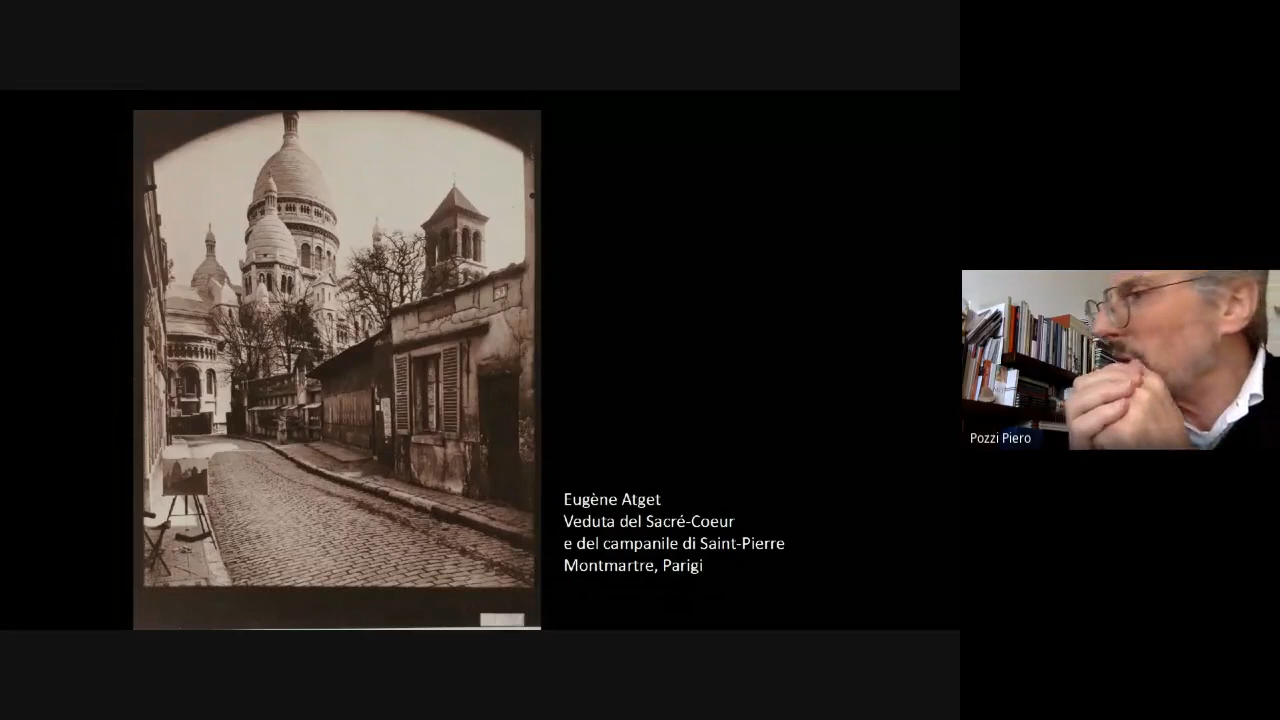 Eugène Atget
Veduta del Sacré-Coeur
e del campanile di Saint-Pierre
Montmartre, Parigi
Pozzi Piero